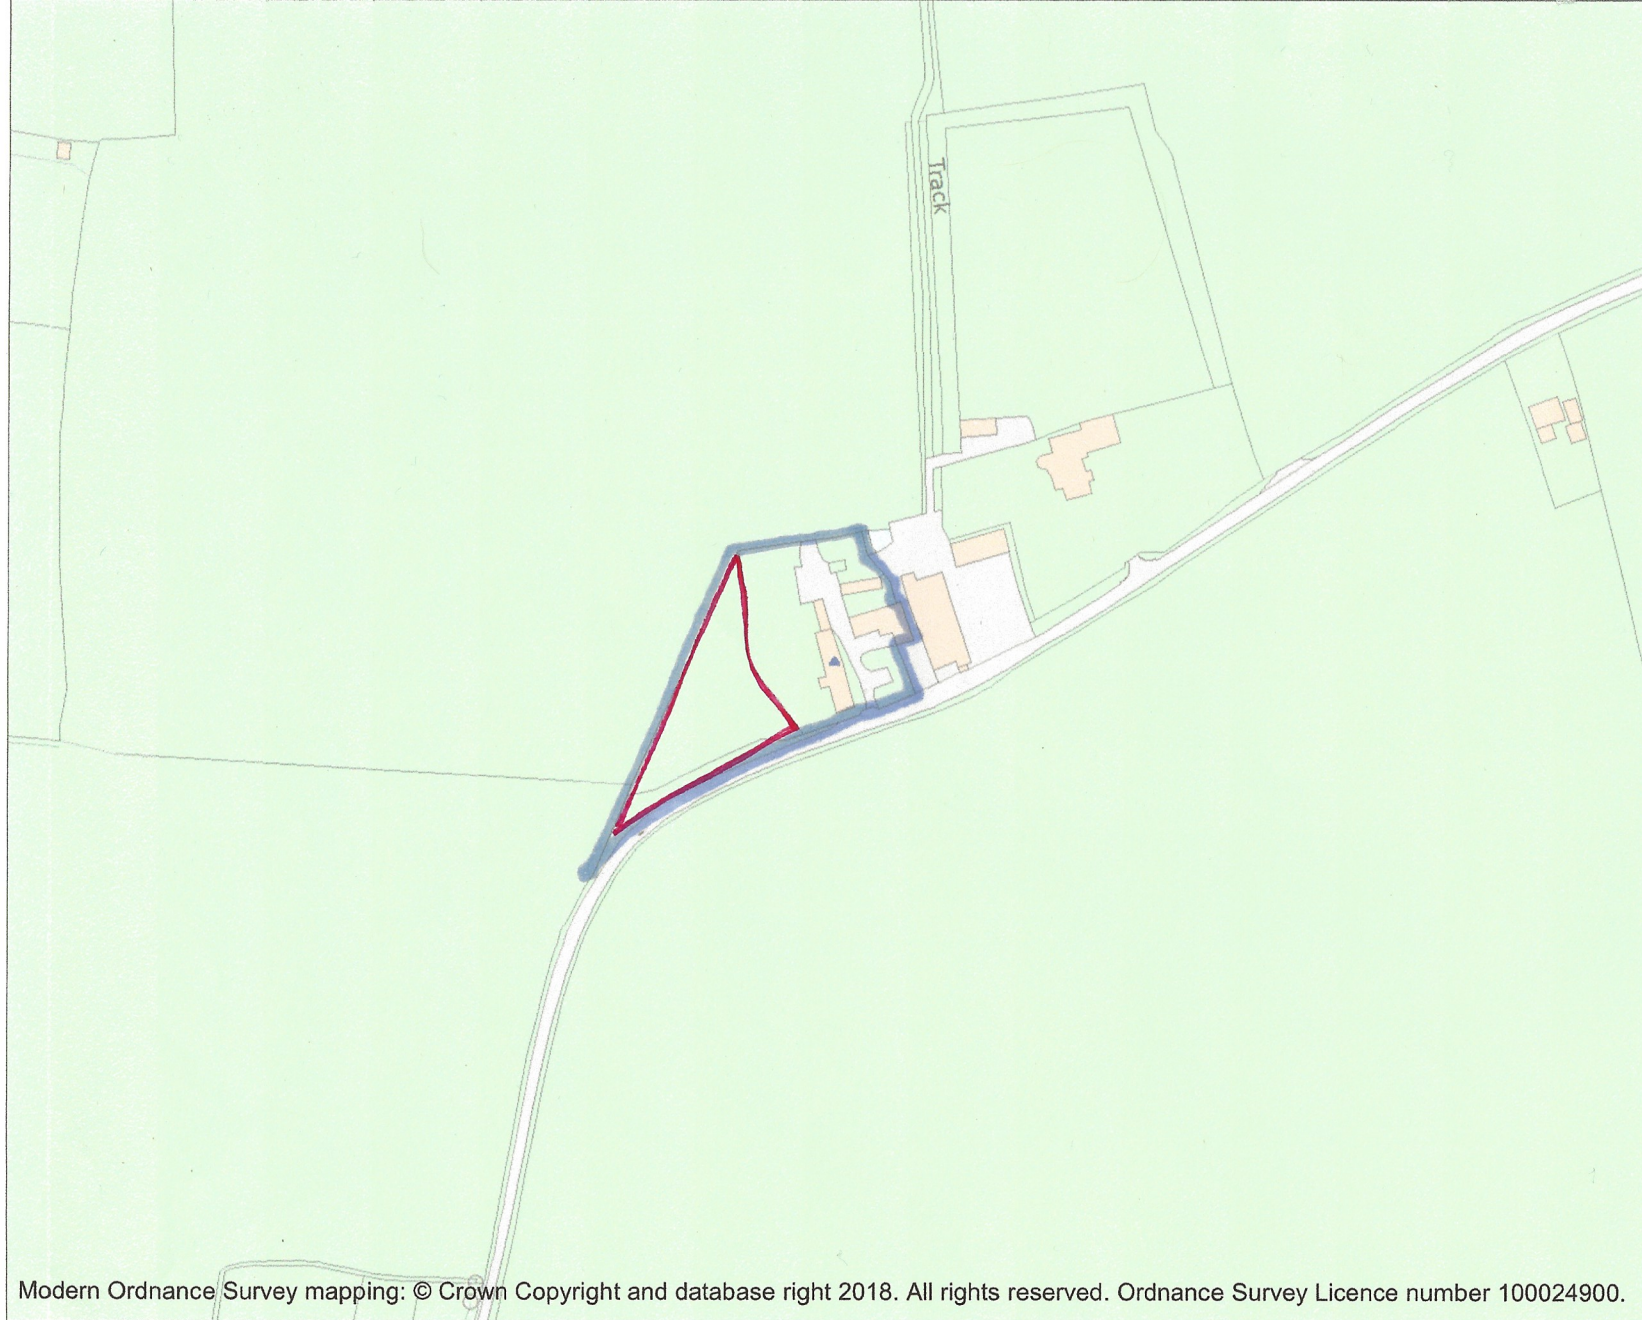 Track
Modern Ordnance Survey mapping: © Crown Copyright and database right 2018. All rights reserved. Ordnance Survey Licence number 100024900.